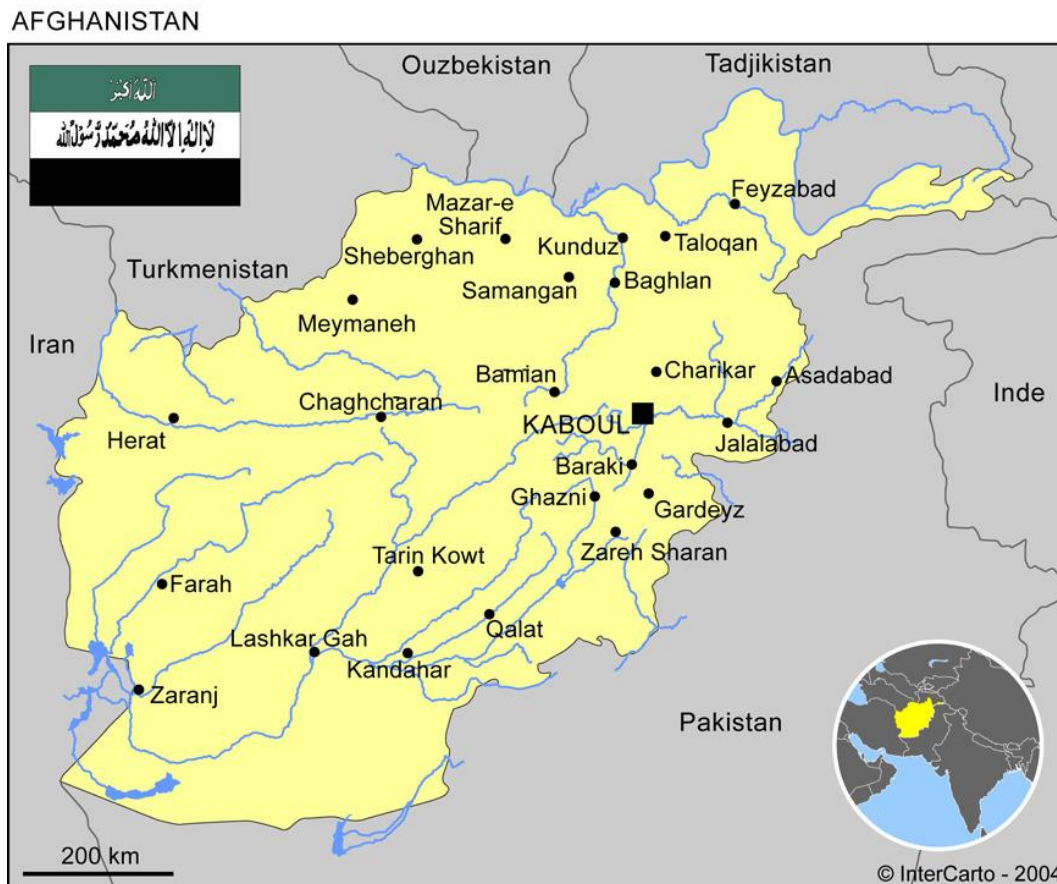 AFGHANISTAN
Ouzbekistan
Tadjikistan
الله أكبر
لا إله إلا الله محمد رسول الله
Feyzabad
Mazar-e
Sharif
Sheberghan
Kunduz
Taloqan
Turkmenistan
Samangan
Baghlan
Meymaneh
Iran
Bamian
Charikar
Asadabad
Inde
Chaghcharan
Herat
KABOUL
Jalalabad
Baraki
Ghazni
Gardeyz
Zareh Sharan
Tarin Kowt
Farah
Qalat
Lashkar Gah
Kandahar
Zaranj
Pakistan
200 km
© InterCarto - 2004